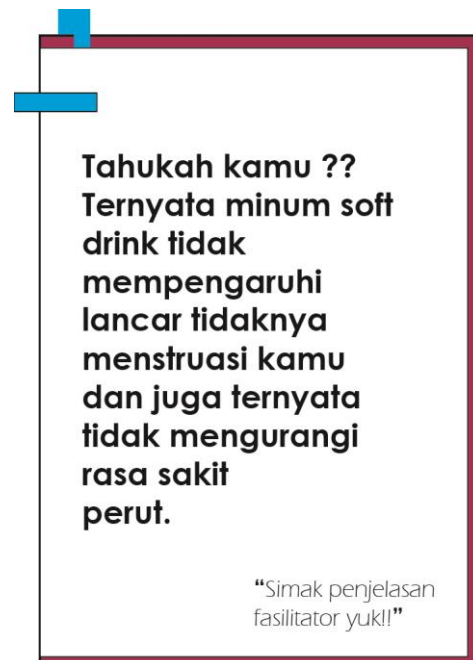 Tahukah kamu ??
Ternyata minum soft
drink tidak
mempengaruhi
lancar tidaknya
menstruasi kamu
dan juga ternyata
tidak mengurangi
rasa sakit
perut.
“Simak penjelasan
fasilitator yuk!!”